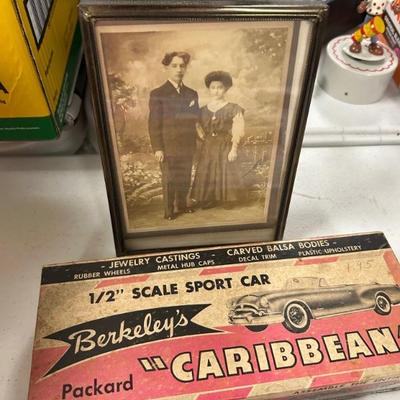 - JEWELRY CASTINGS - CARVED BALSA BODIES -
RUBBER WHEELS METAL HUB CAPS DECAL TRIM PLASTIC UPHOLSTERY
1/2" SCALE SPORT CAR
Berkeley's
Packard "CARIBBEAN"
ASSEMBLE